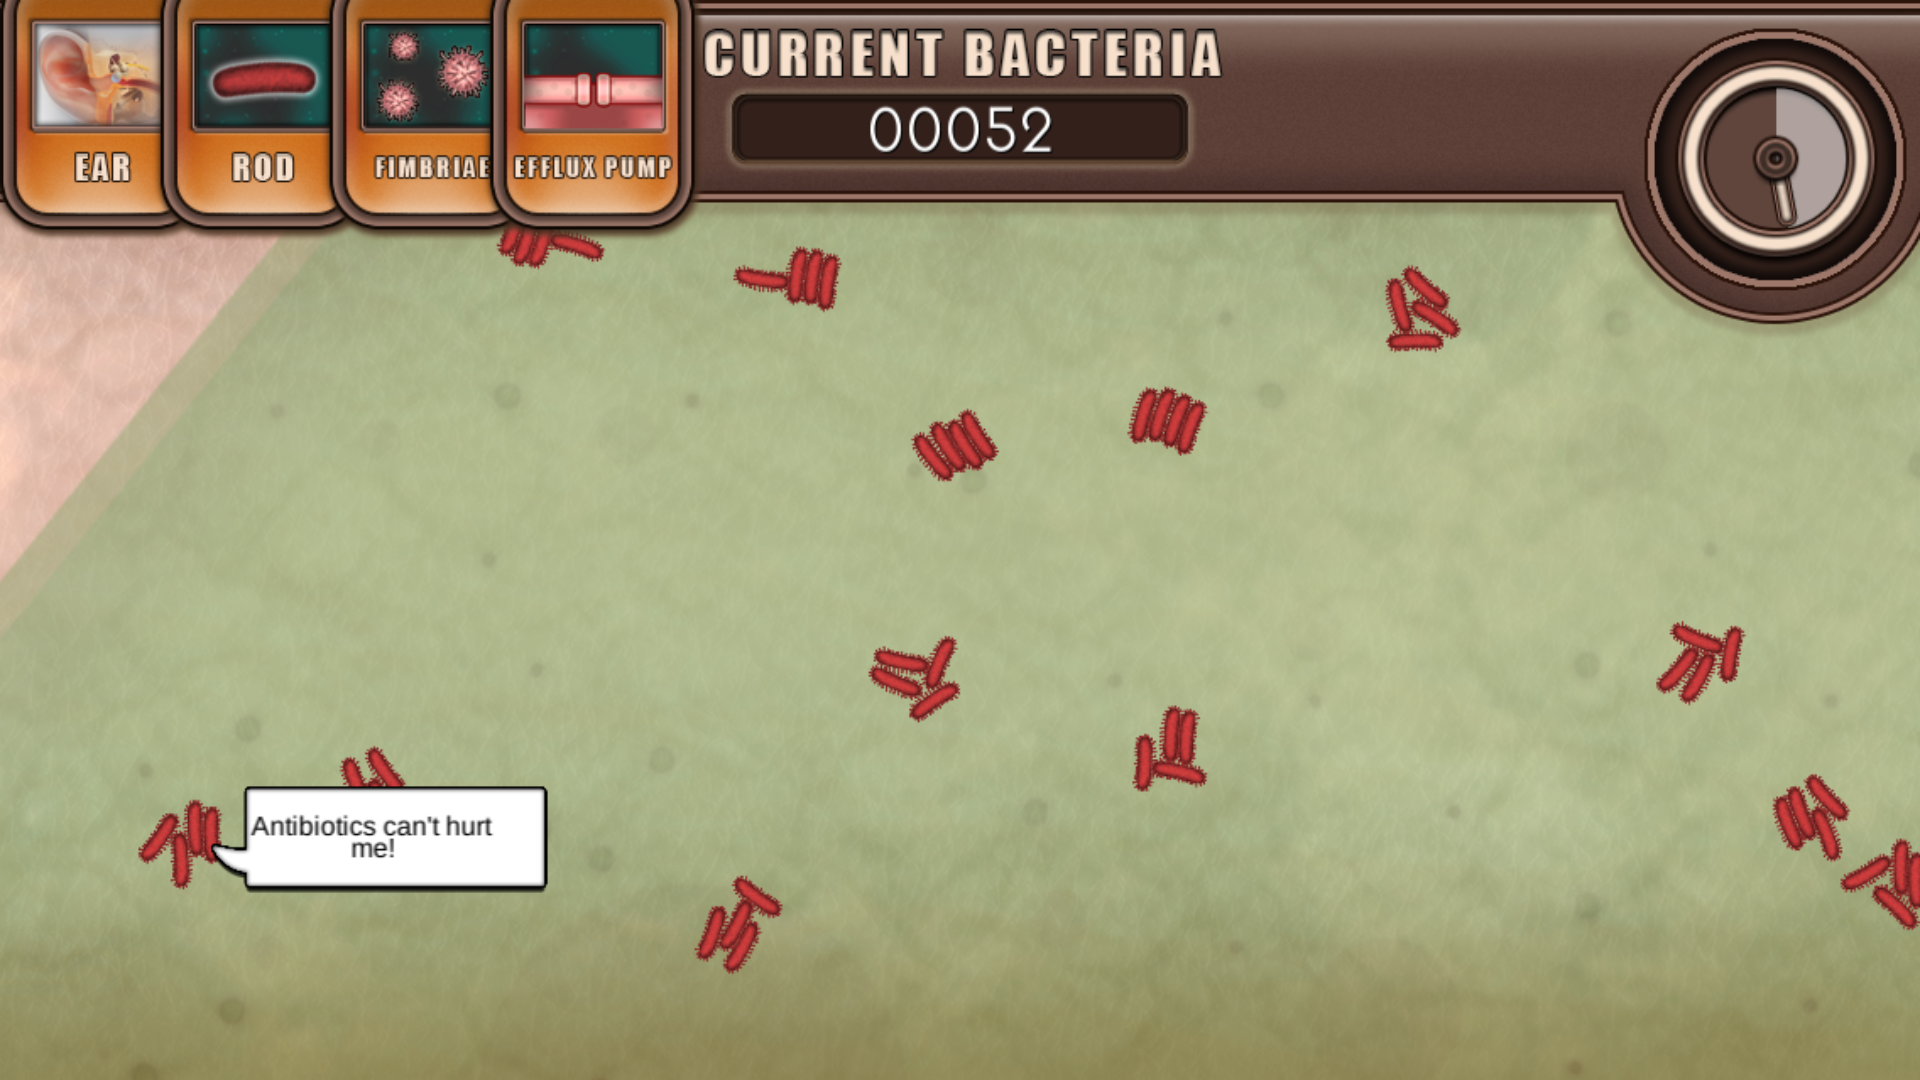 EAR
ROD
FIMBRIAE
EFFLUX PUMP
CURRENT BACTERIA
00052
Antibiotics can't hurt
me!